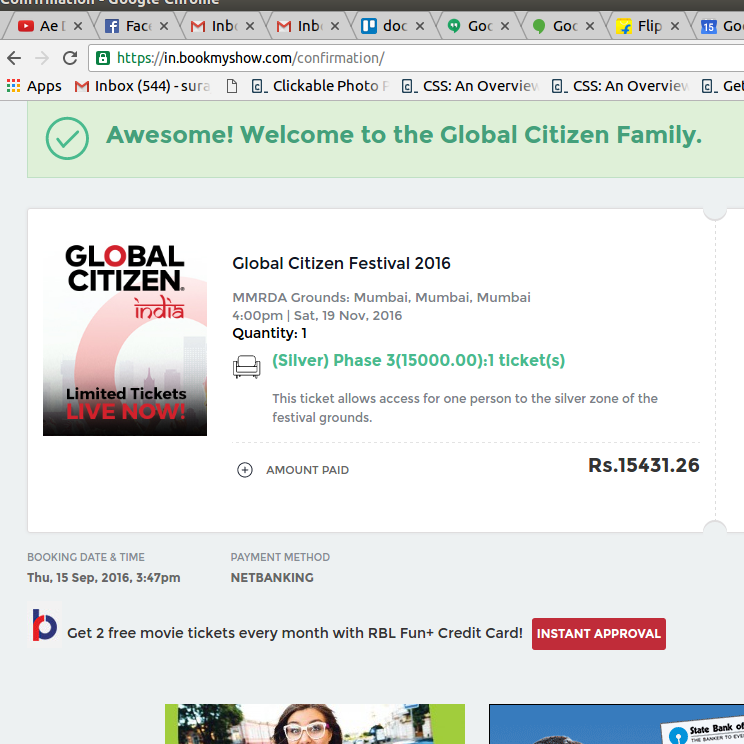 Confirmation - Google Chrome
Ae D
Face
Inbo
Inb
doc
Goo
Goo
Flip
15
Goo
https://in.bookmyshow.com/confirmation/
Apps
Inbox (544) - sura
Clickable Photo P
CSS: An Overview
CSS: An Overview
Get
Awesome! Welcome to the Global Citizen Family.
GLOBAL
CITIZEN
india
Limited Tickets
LIVE NOW!
Global Citizen Festival 2016
MMRDA Grounds: Mumbai, Mumbai, Mumbai
4:00pm | Sat, 19 Nov, 2016
Quantity: 1
(Silver) Phase 3(15000.00):1 ticket(s)
This ticket allows access for one person to the silver zone of the
festival grounds.
AMOUNT PAID
Rs.15431.26
BOOKING DATE & TIME
PAYMENT METHOD
Thu, 15 Sep, 2016, 3:47pm
NETBANKING
Get 2 free movie tickets every month with RBL Fun+ Credit Card!
INSTANT APPROVAL
State Bank of
THE BANKER TO EVE